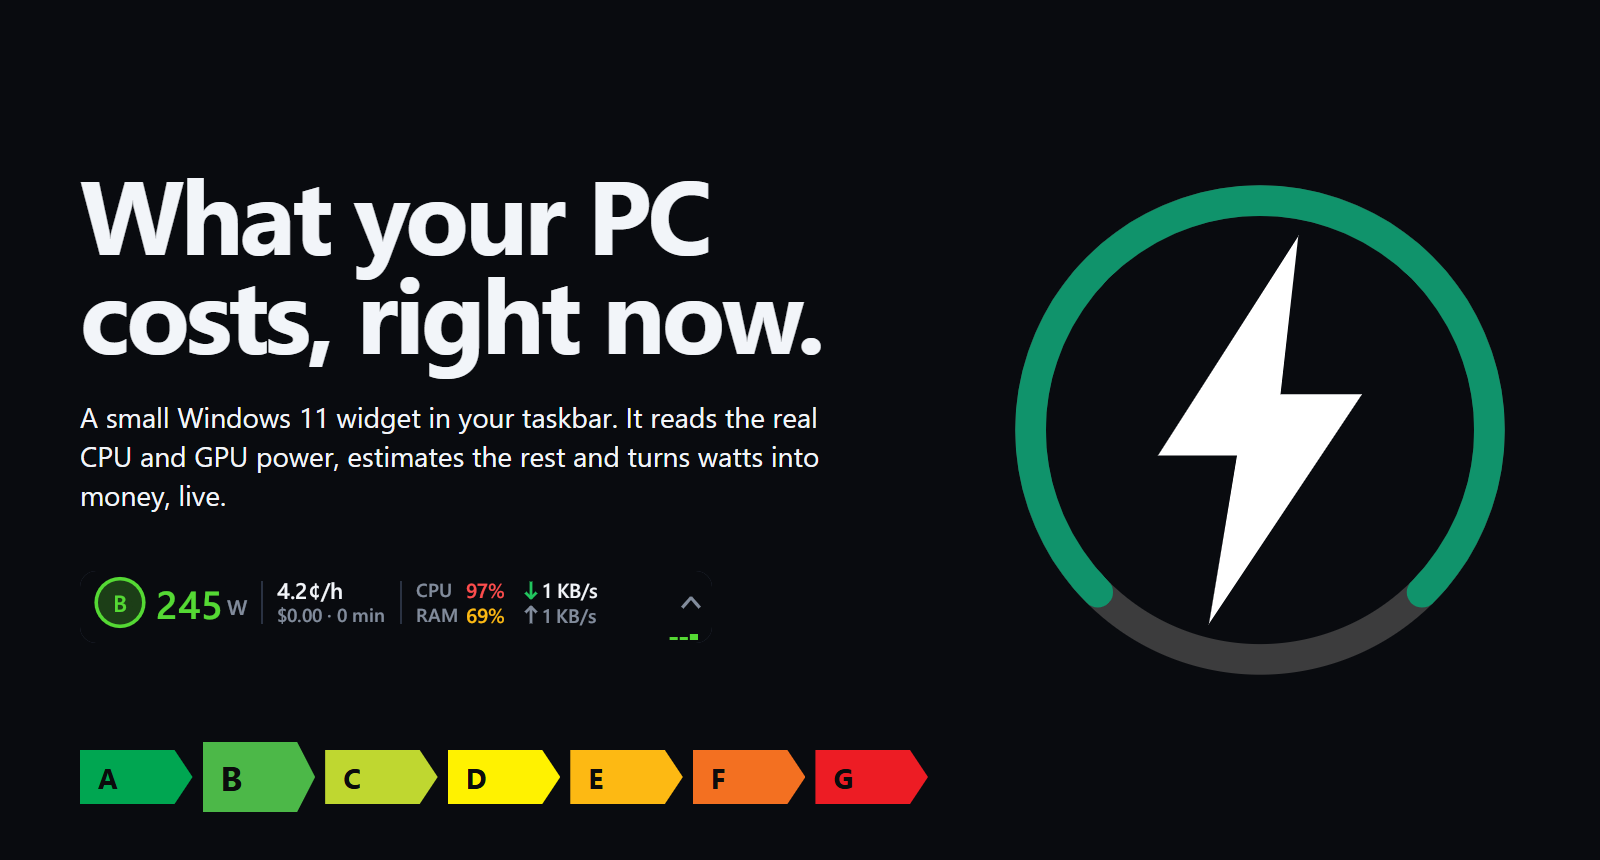 What your PC
costs, right now.
A small Windows 11 widget in your taskbar. It reads the real
CPU and GPU power, estimates the rest and turns watts into
money, live.
B 245 W
4.2¢/h
$0.00 · 0 min
CPU 97% ↓ 1 KB/s
RAM 69% ↑ 1 KB/s
A B C D E F G